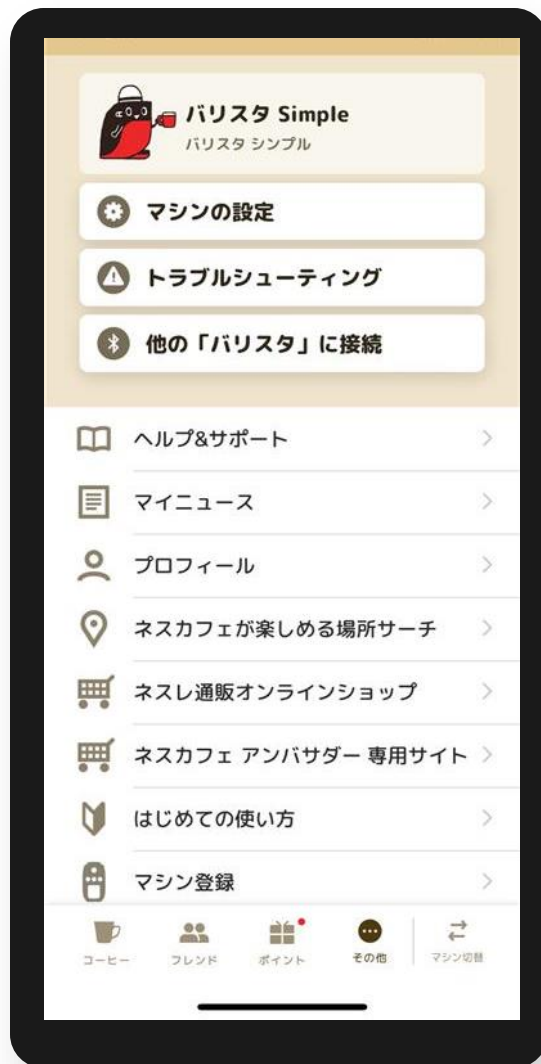 バリスタ Simple
バリスタ シンプル
マシンの設定
トラブルシューティング
他の「バリスタ」に接続
ヘルプ&サポート
マイニュース
プロフィール
ネスカフェが楽しめる場所サーチ
ネスレ通販オンラインショップ
ネスカフェ アンバサダー 専用サイト
はじめての使い方
マシン登録
コーヒー
フレンド
ポイント
その他
マシン切替